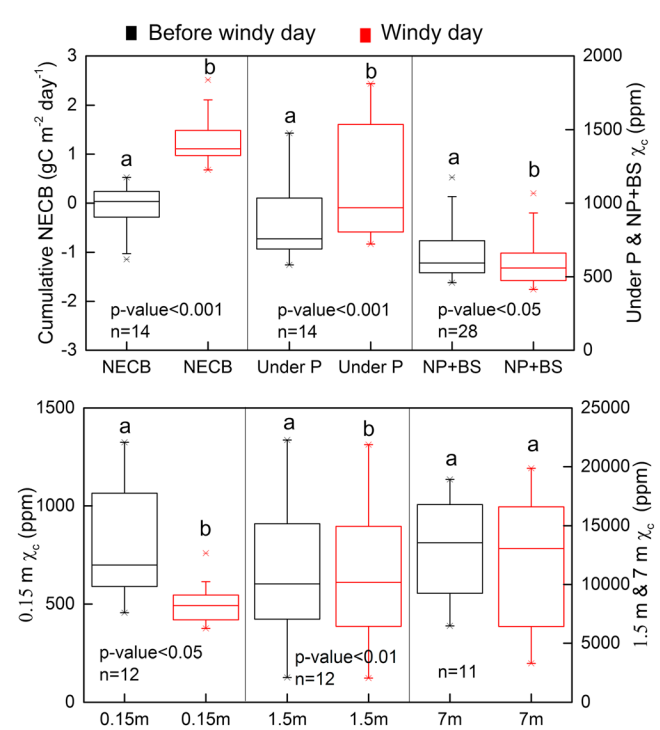 Before windy day Windy day
Cumulative NECB (gC m⁻² day⁻¹)
3
2
1
0
-1
-2
-3
a
b
a
b
a
b
p-value<0.001
n=14
p-value<0.001
n=14
p-value<0.05
n=28
2000
1500
1000
500
0
Under P & NP+BS χc (ppm)
NECB NECB Under P Under P NP+BS NP+BS
0.15 m χc (ppm)
1500
1000
500
0
a
b
a
b
a
a
p-value<0.05
n=12
p-value<0.01
n=12
n=11
25000
20000
15000
10000
5000
0
1.5 m & 7 m χc (ppm)
0.15m 0.15m 1.5m 1.5m 7m 7m